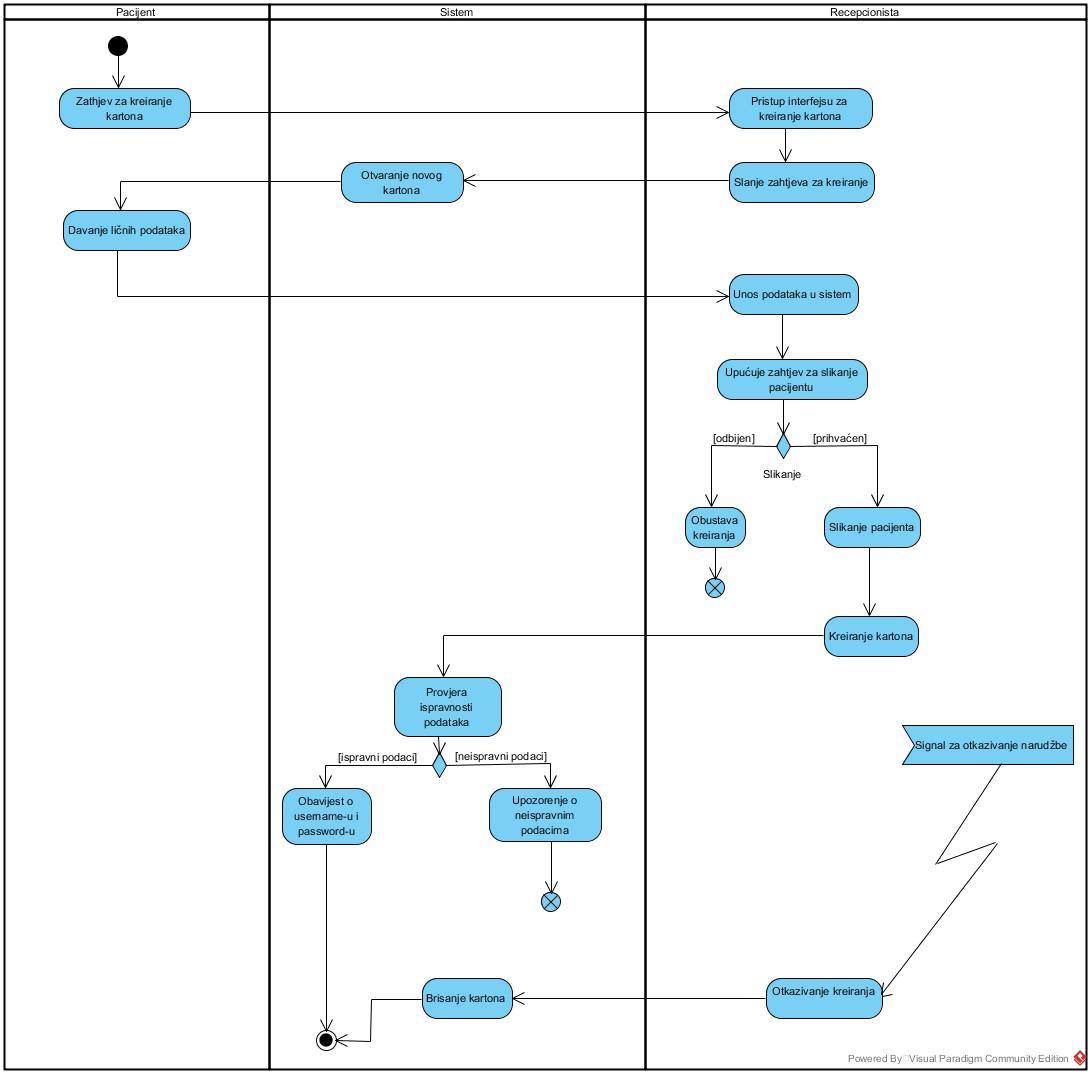 Pacijent
Sistem
Recepcionista
Zathjev za kreiranje
kartona
Pristup interfejsu za
kreiranje kartona
Otvaranje novog
kartona
Slanje zahtjeva za kreiranje
Davanje ličnih podataka
Unos podataka u sistem
Upućuje zahtjev za slikanje
pacijentu
[odbijen]
[prihvaćen]
Slikanje
Obustava
kreiranja
Slikanje pacijenta
Kreiranje kartona
Provjera
ispravnosti
podataka
[ispravni podaci]
[neispravni podaci]
Signal za otkazivanje narudžbe
Obavijest o
username-u i
password-u
Upozorenje o
neispravnim
podacima
Brisanje kartona
Otkazivanje kreiranja
Powered By Visual Paradigm Community Edition